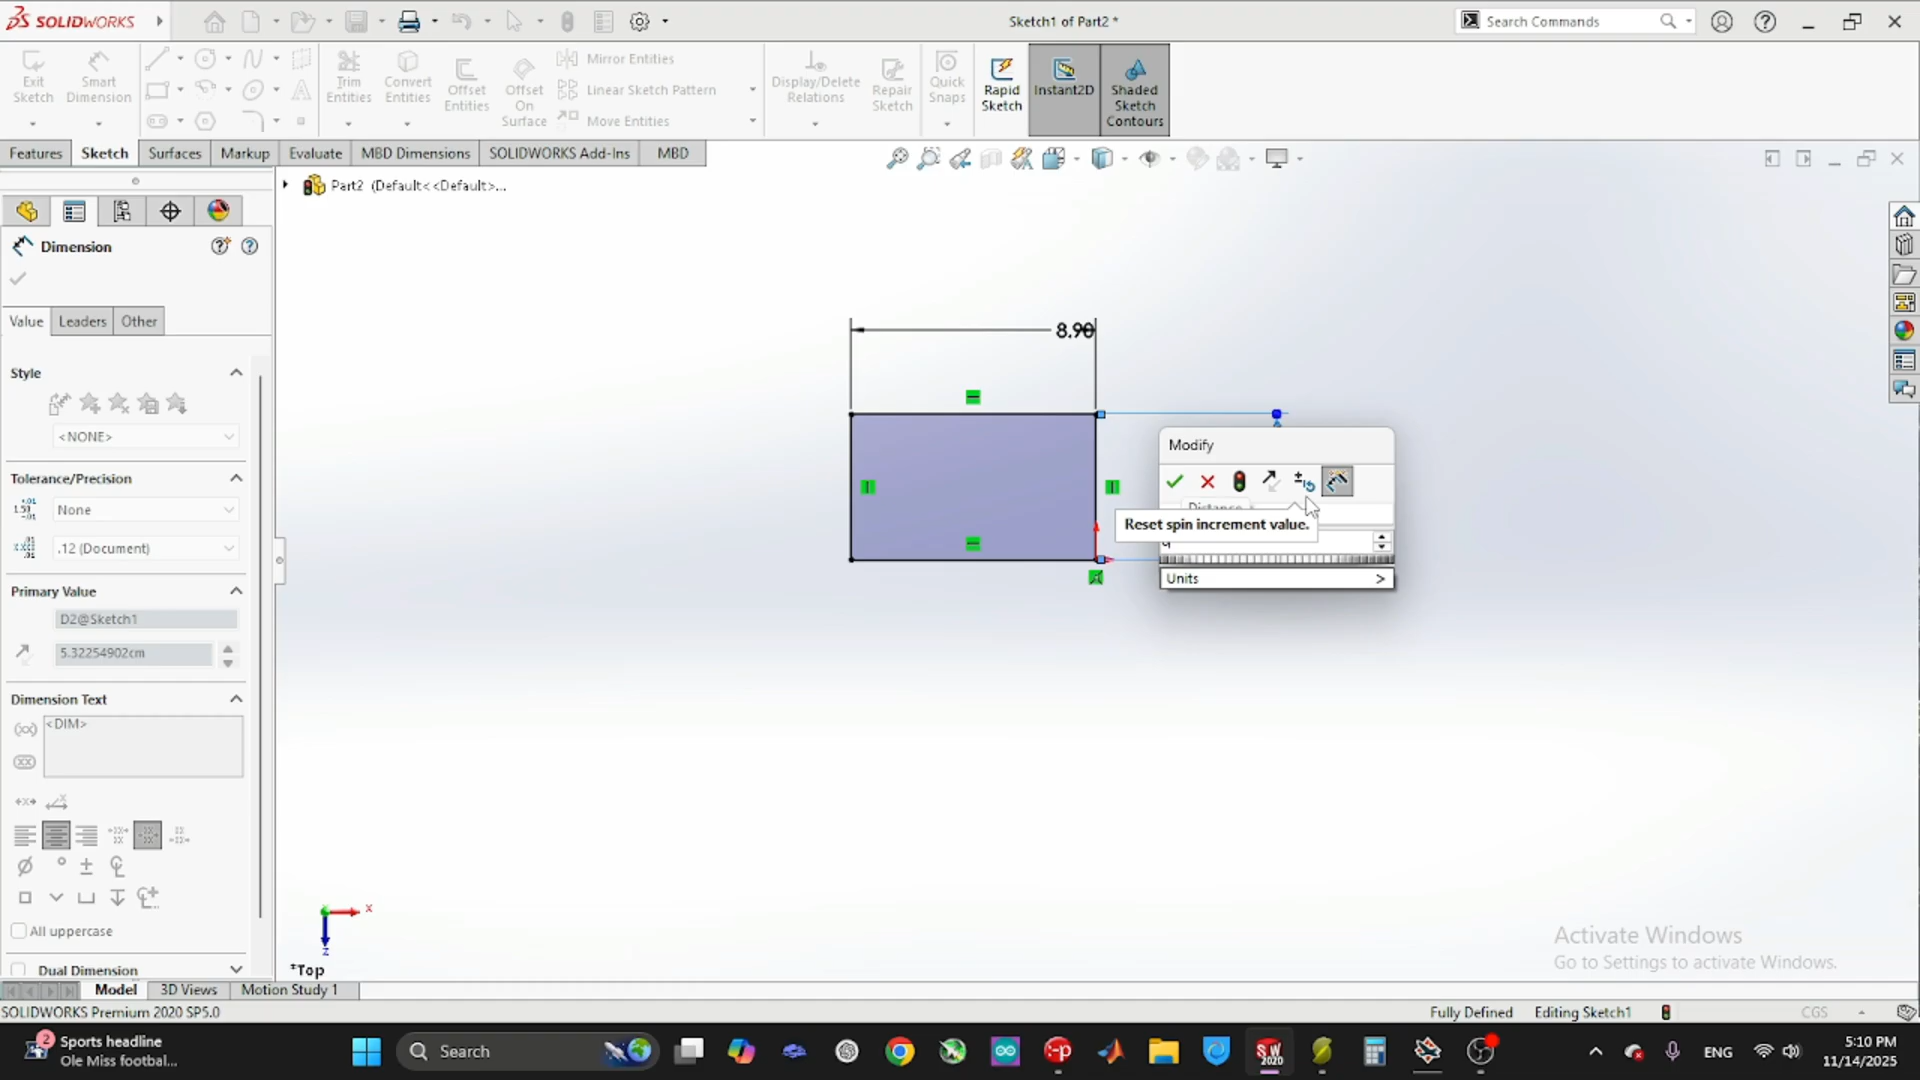 SOLIDWORKS
Sketch1 of Part2 *
Search Commands
Exit Sketch
Smart Dimension
Trim Entities
Convert Entities
Offset Entities
Offset On Surface
Mirror Entities
Linear Sketch Pattern
Move Entities
Display/Delete Relations
Repair Sketch
Quick Snaps
Rapid Sketch
Instant2D
Shaded Sketch Contours
Features
Sketch
Surfaces
Markup
Evaluate
MBD Dimensions
SOLIDWORKS Add-Ins
MBD
Part2 (Default<<Default>...
Dimension
Value
Leaders
Other
Style
<NONE>
Tolerance/Precision
None
.12 (Document)
Primary Value
D2@Sketch1
5.32254902cm
Dimension Text
<DIM>
All uppercase
Dual Dimension
8.90
Modify
Reset spin increment value.
Units
X
Z
*Top
Activate Windows
Go to Settings to activate Windows.
Model
3D Views
Motion Study 1
SOLIDWORKS Premium 2020 SP5.0
Fully Defined
Editing Sketch1
CGS
2
Sports headline
Ole Miss footbal...
Search
SW 2020
ENG
5:10 PM
11/14/2025